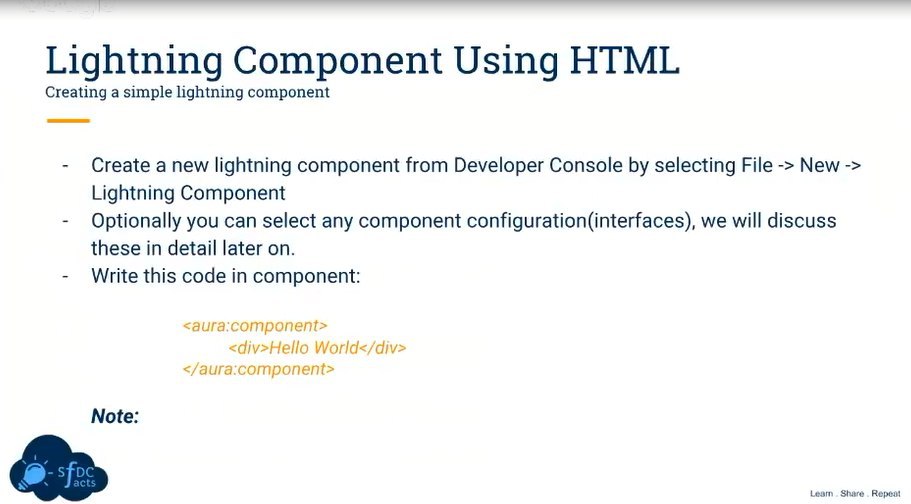 Lightning Component Using HTML
Creating a simple lightning component
- Create a new lightning component from Developer Console by selecting File -> New ->
Lightning Component
- Optionally you can select any component configuration(interfaces), we will discuss
these in detail later on.
- Write this code in component:
<aura:component>
<div>Hello World</div>
</aura:component>
Note:
SfDC
acts
Learn . Share . Repeat